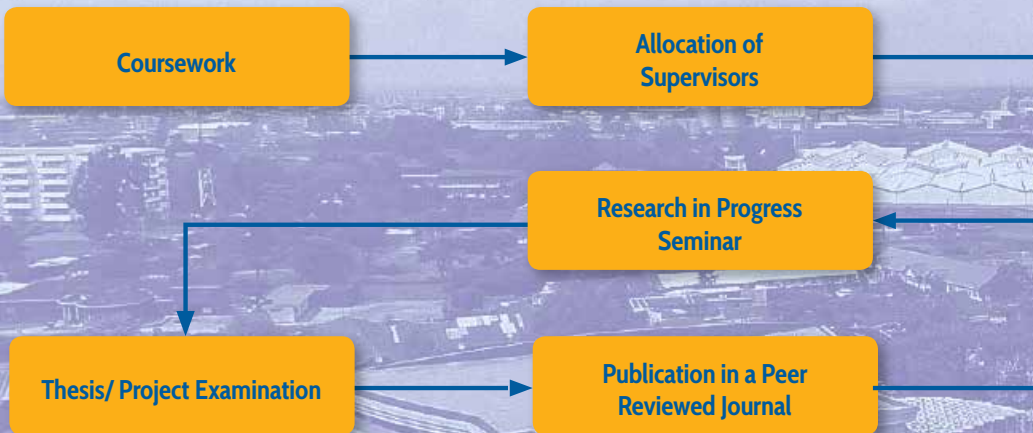 Coursework
Allocation of
Supervisors
Research in Progress
Seminar
Thesis/ Project Examination
Publication in a Peer
Reviewed Journal